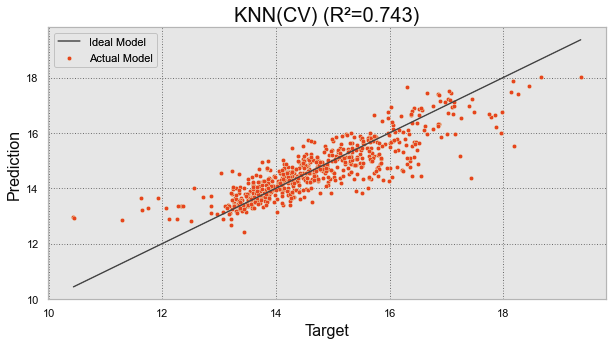 KNN(CV) (R²=0.743)
Ideal Model
Actual Model
Prediction
18
16
14
12
10
10 12 14 16 18
Target